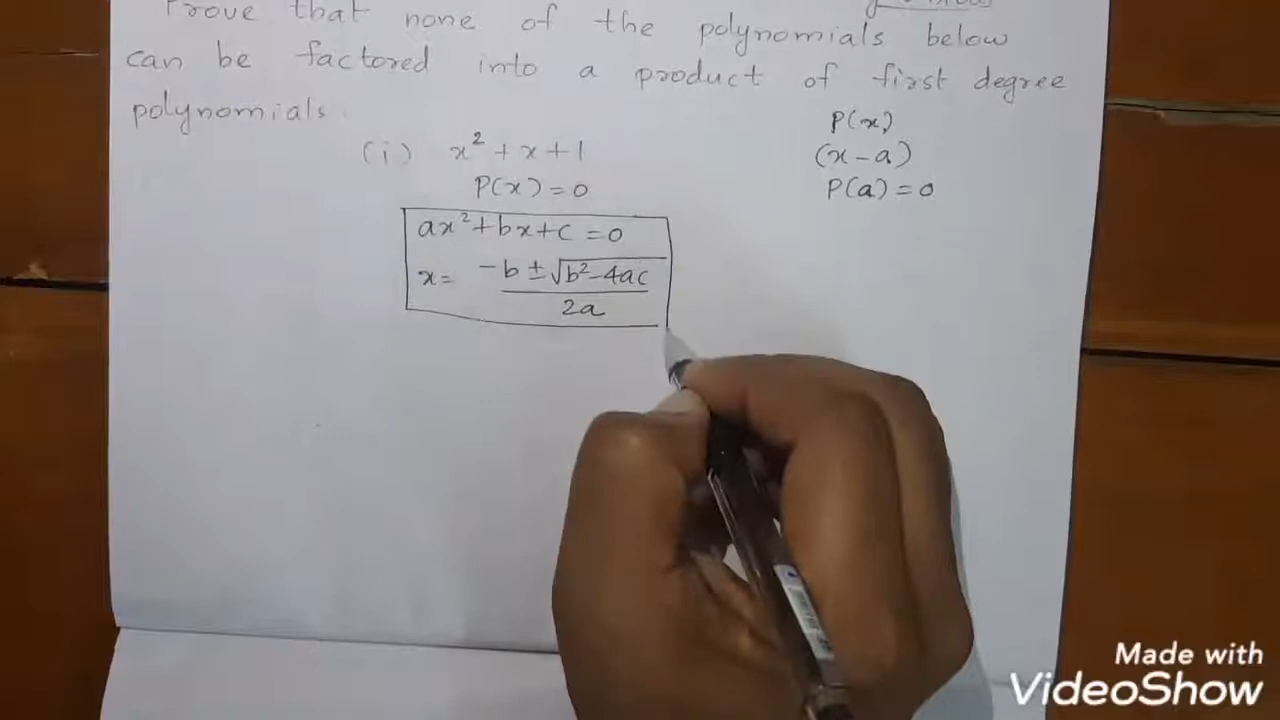 Prove that none of the polynomials below
can be factored into a product of first degree
polynomials.
(i) x² + x + 1
P(x) = 0
ax² + bx + c = 0
x = -b ± √b² - 4ac / 2a
P(x)
(x - a)
P(a) = 0
Made with
VideoShow